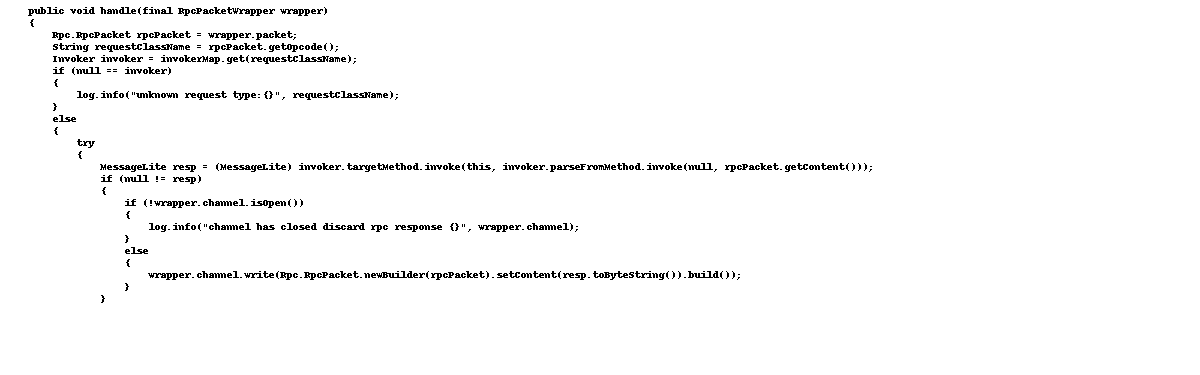 public void handle(final RpcPacketWrapper wrapper)
{
Rpc.RpcPacket rpcPacket = wrapper.packet;
String requestClassName = rpcPacket.getOpcode();
Invoker invoker = invokerMap.get(requestClassName);
if (null == invoker)
{
log.info("unknown request type:{}", requestClassName);
}
else
{
try
{
MessageLite resp = (MessageLite) invoker.targetMethod.invoke(this, invoker.parseFromMethod.invoke(null, rpcPacket.getContent()));
if (null != resp)
{
if (!wrapper.channel.isOpen())
{
log.info("channel has closed discard rpc response {}", wrapper.channel);
}
else
{
wrapper.channel.write(Rpc.RpcPacket.newBuilder(rpcPacket).setContent(resp.toByteString()).build());
}
}